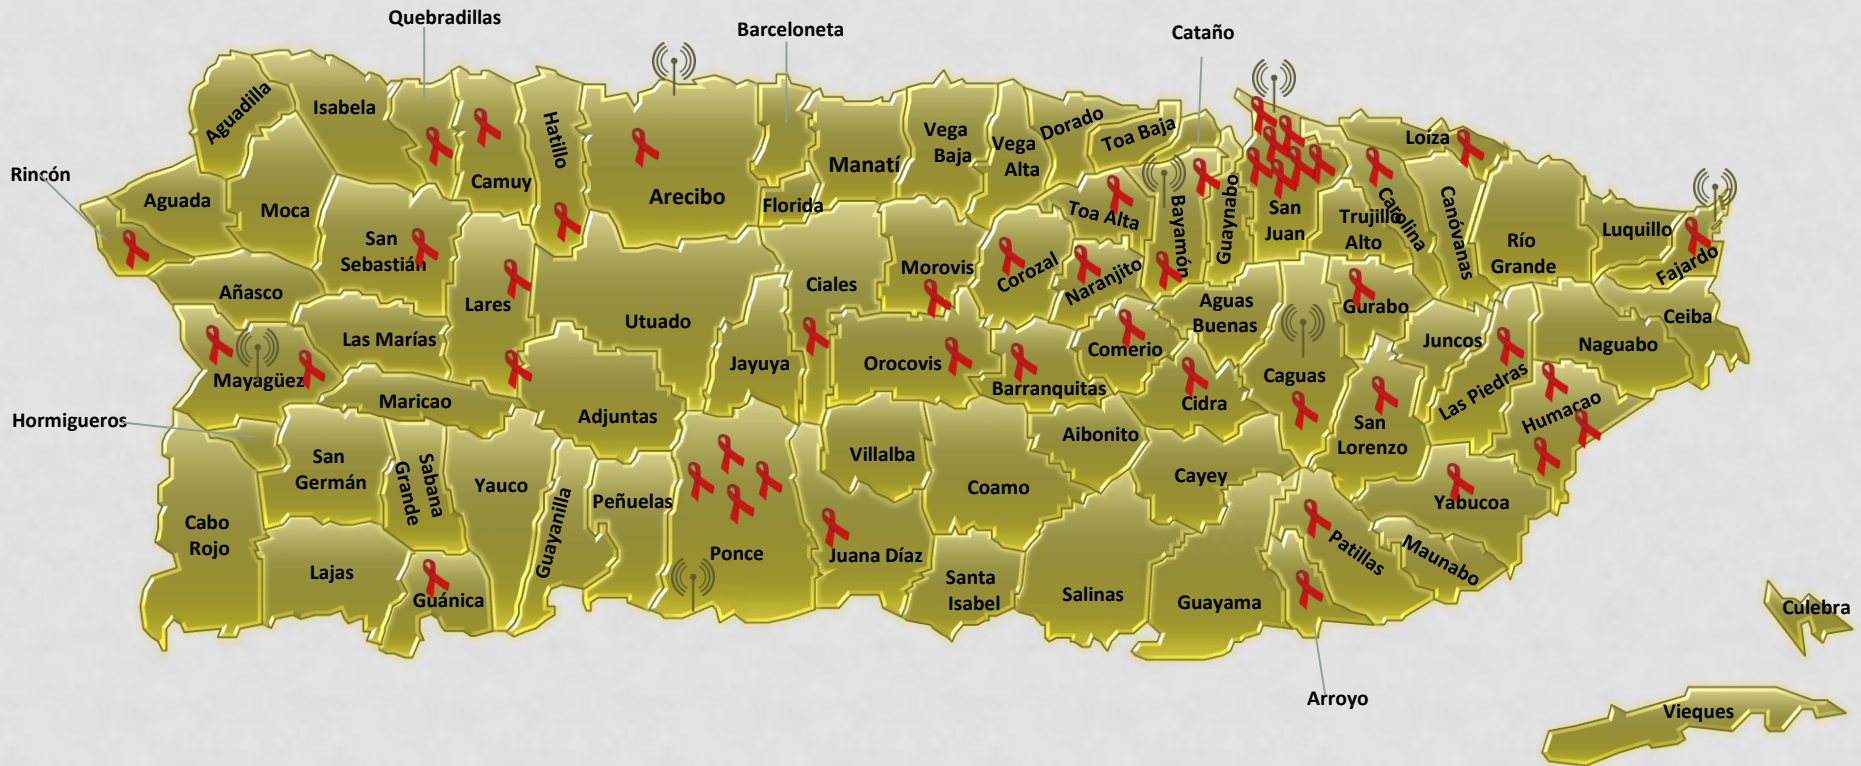 Quebradillas
Barceloneta
Cataño
Aguadilla
Isabela
Hatillo
Camuy
Arecibo
Manatí
Florida
Vega
Baja
Vega
Alta
Dorado
Toa Baja
Loíza
Rincón
Aguada
Moca
San
Sebastián
Toa Alta
Bayamón
Guaynabo
San
Juan
Trujillo
Alto
Carolina
Canóvanas
Río
Grande
Luquillo
Fajardo
Añasco
Lares
Utuado
Ciales
Morovis
Corozal
Naranjito
Aguas
Buenas
Gurabo
Juncos
Naguabo
Ceiba
Las Marías
Mayagüez
Maricao
Adjuntas
Jayuya
Orocovis
Barranquitas
Comerio
Cidra
Caguas
San
Lorenzo
Las Piedras
Humacao
Hormigueros
San
Germán
Sabana
Grande
Yauco
Guayanilla
Peñuelas
Ponce
Villalba
Juana Díaz
Coamo
Aibonito
Cayey
Yabucoa
Cabo
Rojo
Lajas
Guánica
Santa
Isabel
Salinas
Guayama
Patillas
Maunabo
Arroyo
Culebra
Vieques